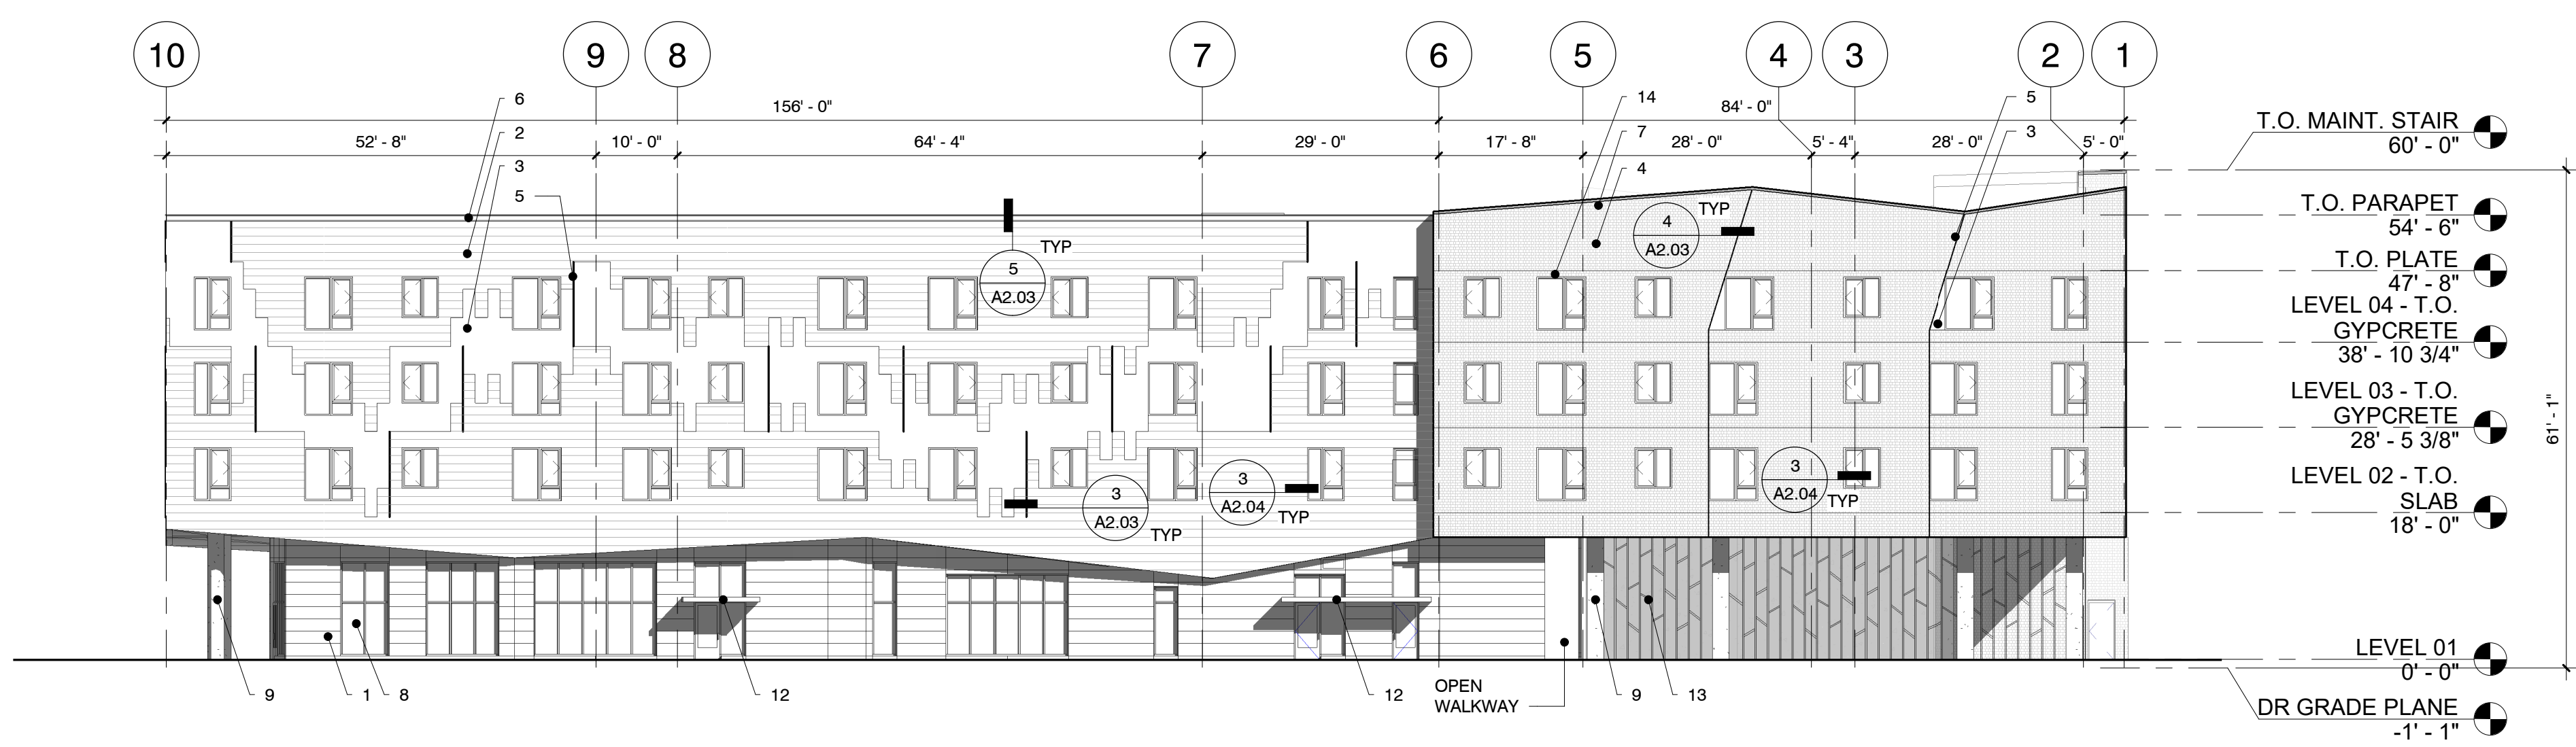 10 9 8 7 6 5 4 3 2 1
156' - 0" 84' - 0"
52' - 8" 10' - 0" 64' - 4" 29' - 0" 17' - 8" 28' - 0" 5' - 4" 28' - 0" 5' - 0"
6
2
3
5
14
7
4
5
3
5
A2.03
TYP
4
A2.03
TYP
3
A2.03
TYP
3
A2.04
TYP
3
A2.04
TYP
9
1
8
12
12
OPEN
WALKWAY
9
13
T.O. MAINT. STAIR
60' - 0"
T.O. PARAPET
54' - 6"
T.O. PLATE
47' - 8"
LEVEL 04 - T.O.
GYPCRETE
38' - 10 3/4"
LEVEL 03 - T.O.
GYPCRETE
28' - 5 3/8"
LEVEL 02 - T.O.
SLAB
18' - 0"
LEVEL 01
0' - 0"
DR GRADE PLANE
-1' - 1"
61' - 1"